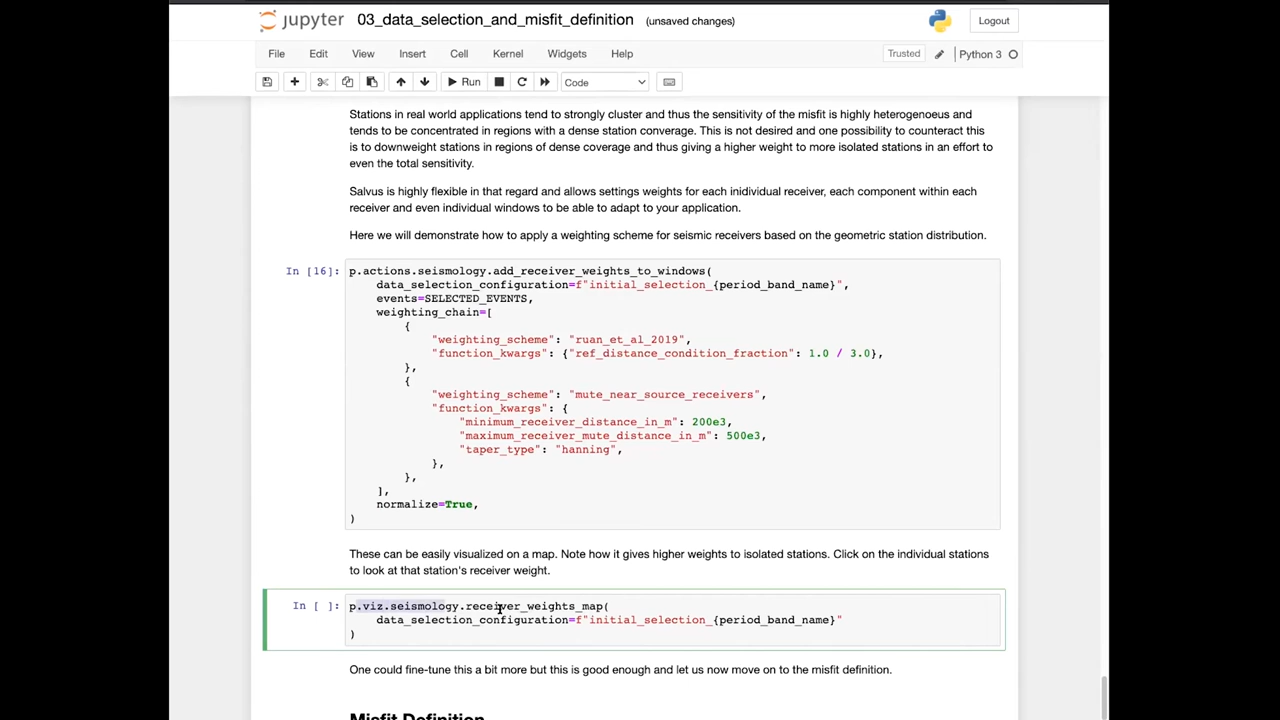 jupyter 03_data_selection_and_misfit_definition (unsaved changes) Logout
File Edit View Insert Cell Kernel Widgets Help Trusted Python 3
Run Code
Stations in real world applications tend to strongly cluster and thus the sensitivity of the misfit is highly heterogenoeus and
tends to be concentrated in regions with a dense station converage. This is not desired and one possibility to counteract this
is to downweight stations in regions of dense coverage and thus giving a higher weight to more isolated stations in an effort to
even the total sensitivity.
Salvus is highly flexible in that regard and allows settings weights for each inidividual receiver, each component within each
receiver and even individual windows to be able to adapt to your application.
Here we will demonstrate how to apply a weighting scheme for seismic receivers based on the geometric station distribution.
In [16]: p.actions.seismology.add_receiver_weights_to_windows(
data_selection_configuration=f"initial_selection_{period_band_name}",
events=SELECTED_EVENTS,
weighting_chain=[
{
"weighting_scheme": "ruan_et_al_2019",
"function_kwargs": {"ref_distance_condition_fraction": 1.0 / 3.0},
},
{
"weighting_scheme": "mute_near_source_receivers",
"function_kwargs": {
"minimum_receiver_distance_in_m": 200e3,
"maximum_receiver_mute_distance_in_m": 500e3,
"taper_type": "hanning",
},
},
],
normalize=True,
)
These can be easily visualized on a map. Note how it gives higher weights to isolated stations. Click on the individual stations
to look at that station's receiver weight.
In [ ]: p.viz.seismology.receiver_weights_map(
data_selection_configuration=f"initial_selection_{period_band_name}"
)
One could fine-tune this a bit more but this is good enough and let us now move on to the misfit definition.
Misfit Definition